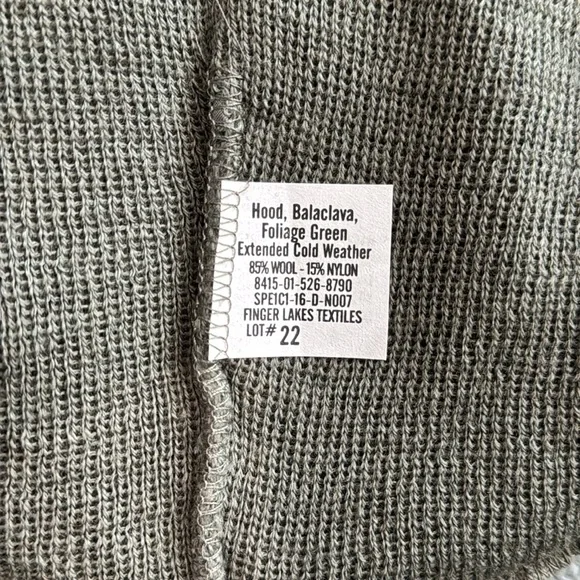 Hood, Balaclava,
Foliage Green
Extended Cold Weather
85% WOOL - 15% NYLON
8415-01-526-8790
SPE1C1-16-D-N007
FINGER LAKES TEXTILES
LOT# 22